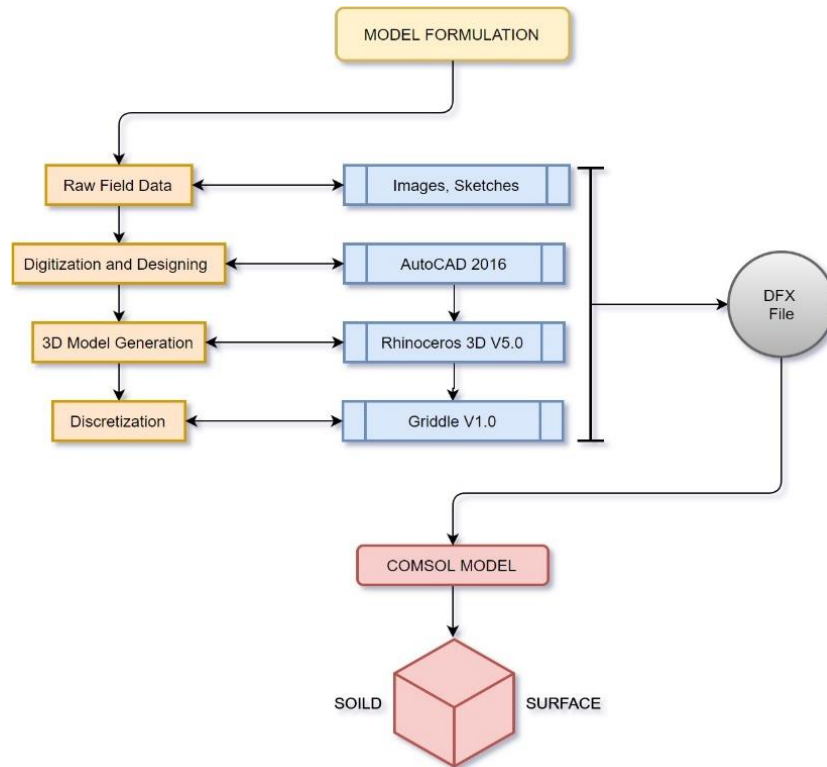 MODEL FORMULATION
Raw Field Data
Images, Sketches
Digitization and Designing
AutoCAD 2016
DFX
File
3D Model Generation
Rhinoceros 3D V5.0
Discretization
Griddle V1.0
COMSOL MODEL
SOILD
SURFACE